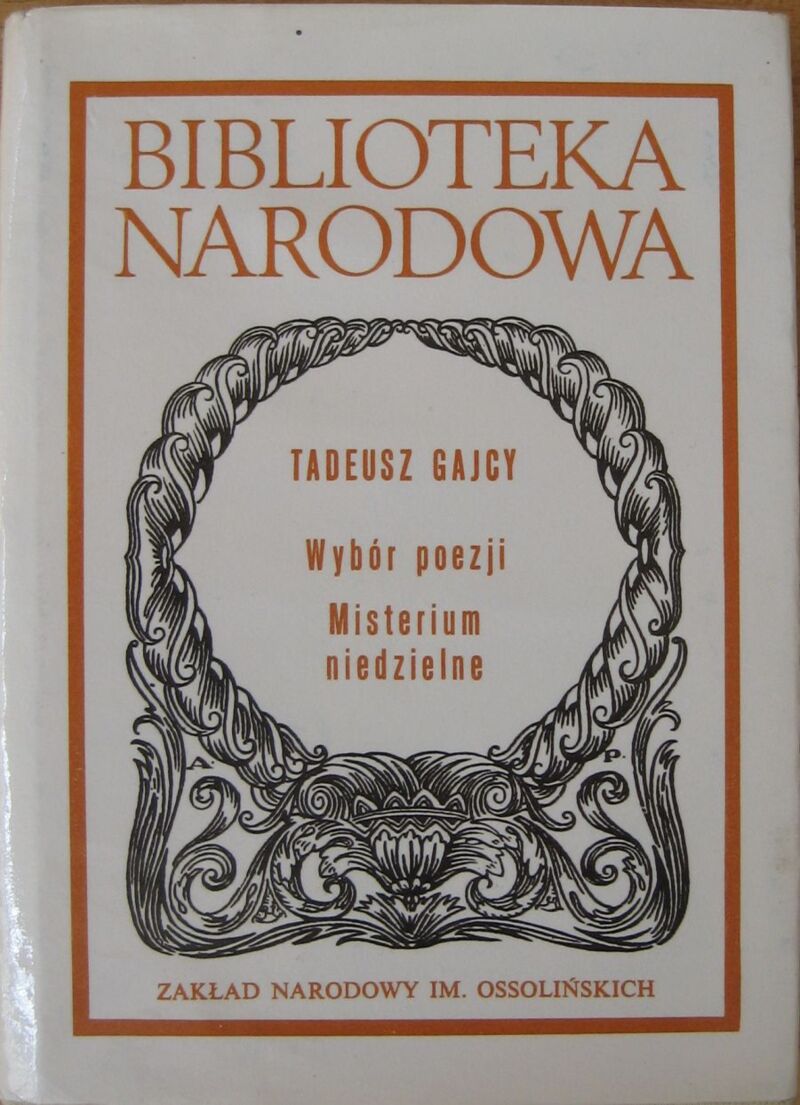 BIBLIOTEKA
NARODOWA
TADEUSZ GAJCY
Wybór poezji
Misterium
niedzielne
A. P.
ZAKŁAD NARODOWY IM. OSSOLIŃSKICH